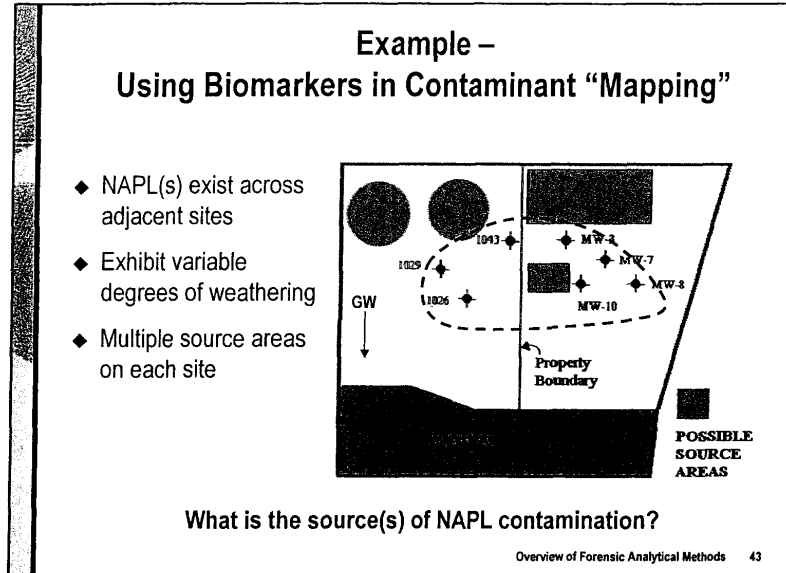 Example –
Using Biomarkers in Contaminant “Mapping”
◆ NAPL(s) exist across
adjacent sites
◆ Exhibit variable
degrees of weathering
◆ Multiple source areas
on each site
1043
MW-3
1029
MW-7
1026
MW-8
GW
MW-10
Property
Boundary
POSSIBLE
SOURCE
AREAS
What is the source(s) of NAPL contamination?
Overview of Forensic Analytical Methods 43